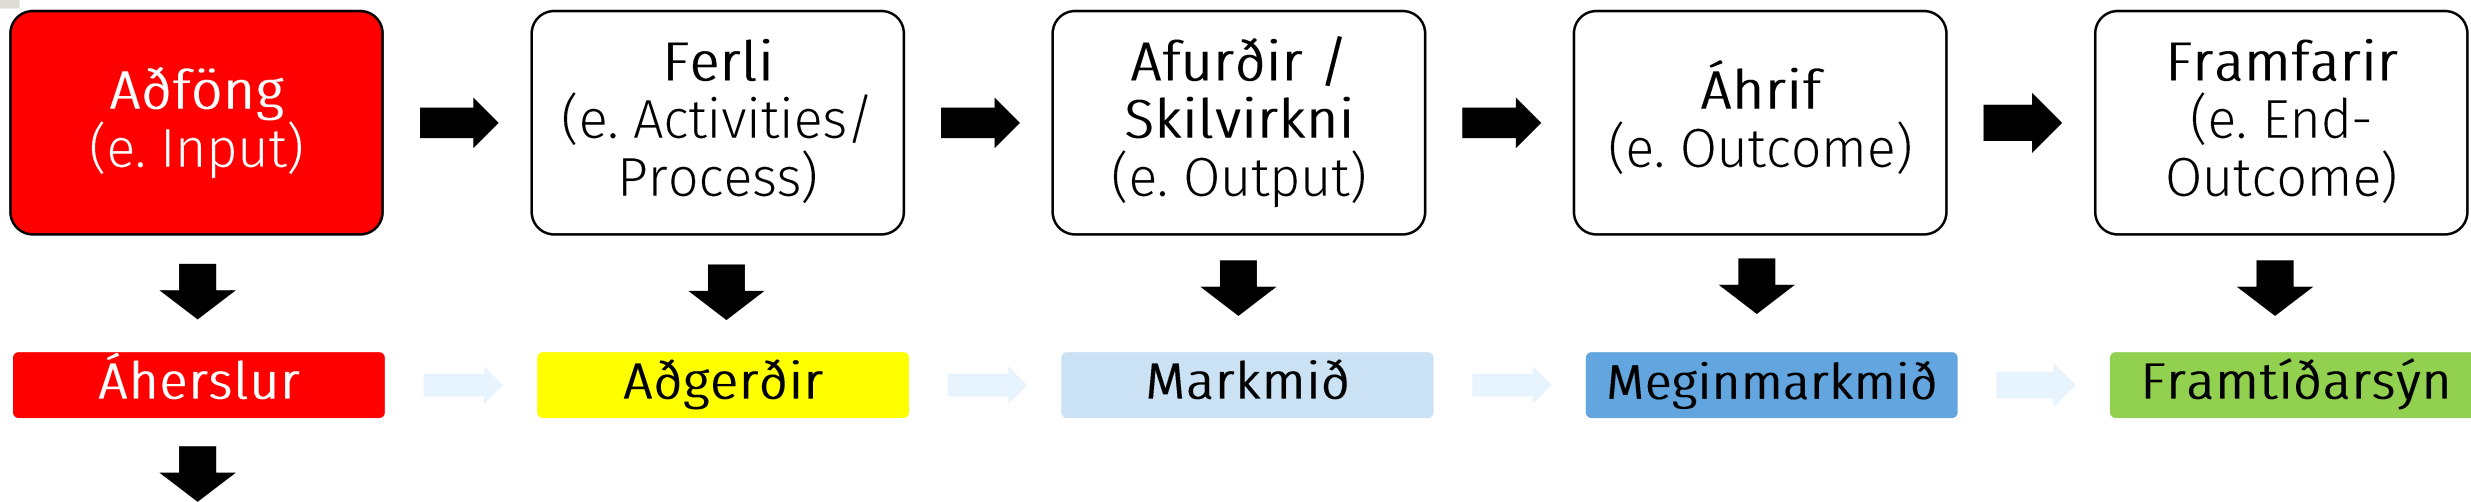 Aðföng
(e. Input)
Ferli
(e. Activities/
Process)
Afurðir /
Skilvirkni
(e. Output)
Áhrif
(e. Outcome)
Framfarir
(e. End-
Outcome)
Áherslur
Aðgerðir
Markmið
Meginmarkmið
Framtíðarsýn